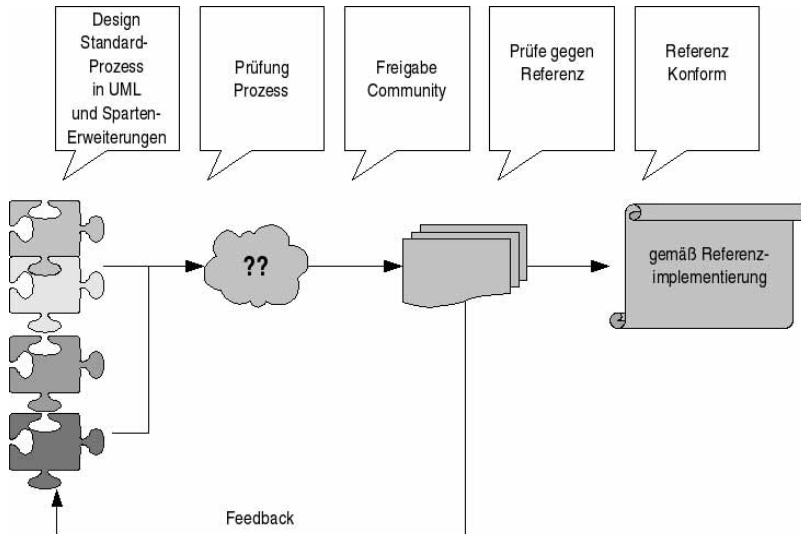 Design
Standard-
Prozess
in UML
und Sparten-
Erweiterungen
Prüfung
Prozess
Freigabe
Community
Prüfe gegen
Referenz
Referenz
Konform
??
gemäß Referenz-
implementierung
Feedback